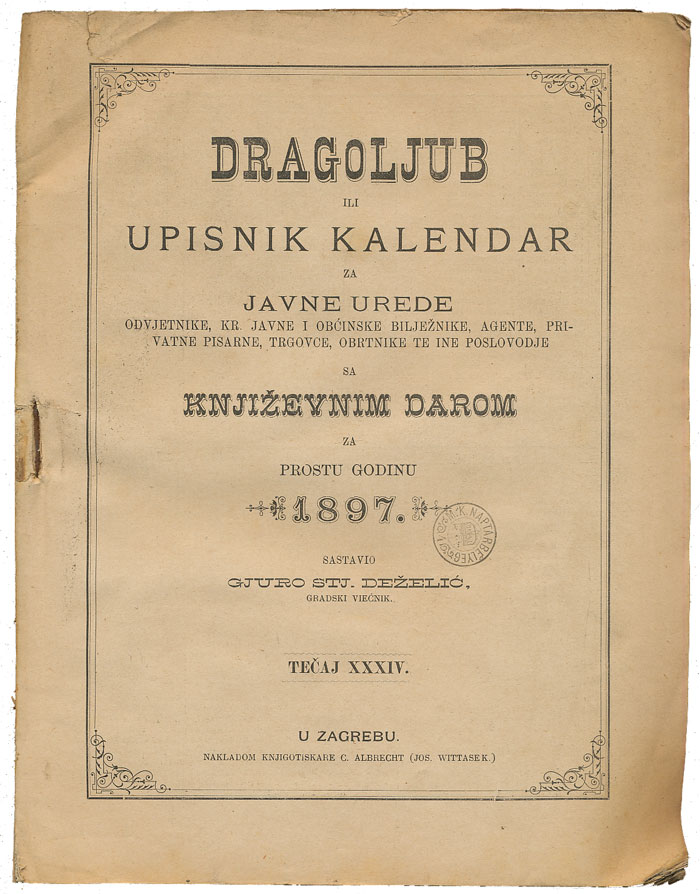 DRAGOLJUB
ILI
UPISNIK KALENDAR
ZA
JAVNE UREDE
ODVJETNIKE, KR. JAVNE I OBĆINSKE BILJEŽNIKE, AGENTE, PRI-
VATNE PISARNE, TRGOVCE, OBRTNIKE TE INE POSLOVODJE
SA
KNJIŽEVNIM DAROM
ZA
PROSTU GODINU
1897.
M. K. NAPTARBÉLYEG
SASTAVIO
GJURO STJ. DEŽELIĆ,
GRADSKI VIEĆNIK.
TEČAJ XXXIV.
U ZAGREBU.
NAKLADOM KNJIGOTISKARE C. ALBRECHT (JOS. WITTASEK.)